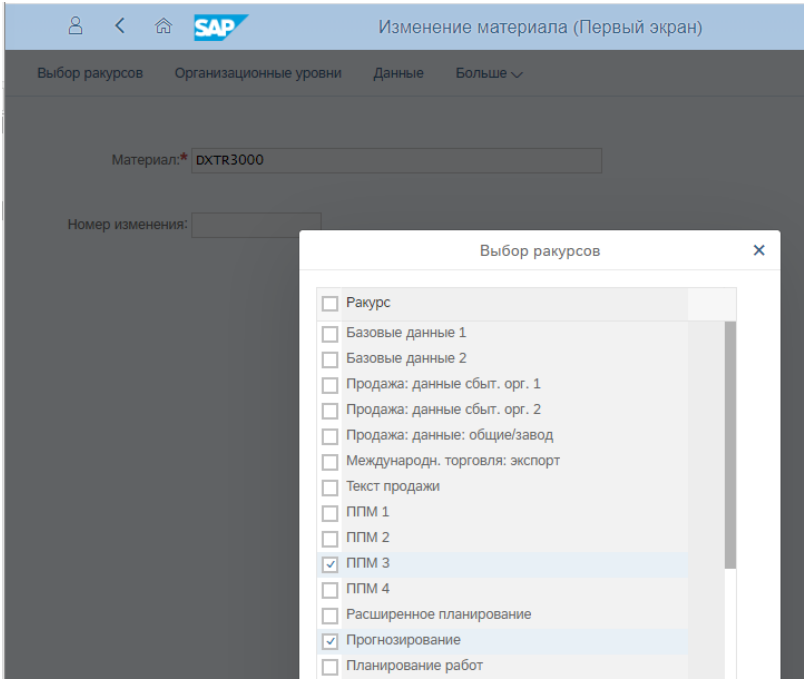 SAP Изменение материала (Первый экран)
Выбор ракурсов Организационные уровни Данные Больше
Материал:* DXTR3000
Номер изменения:
Выбор ракурсов
Ракурс
Базовые данные 1
Базовые данные 2
Продажа: данные сбыт. орг. 1
Продажа: данные сбыт. орг. 2
Продажа: данные: общие/завод
Международн. торговля: экспорт
Текст продажи
ППМ 1
ППМ 2
ППМ 3
ППМ 4
Расширенное планирование
Прогнозирование
Планирование работ